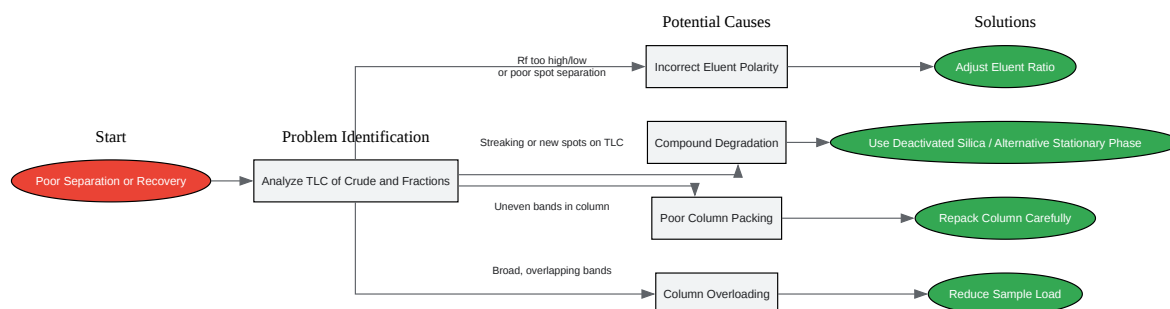 Potential Causes
Solutions
Rf too high/low
or poor spot separation
Incorrect Eluent Polarity
Adjust Eluent Ratio
Start
Problem Identification
Streaking or new spots on TLC
Compound Degradation
Use Deactivated Silica / Alternative Stationary Phase
Poor Separation or Recovery
Analyze TLC of Crude and Fractions
Uneven bands in column
Poor Column Packing
Repack Column Carefully
Broad, overlapping bands
Column Overloading
Reduce Sample Load